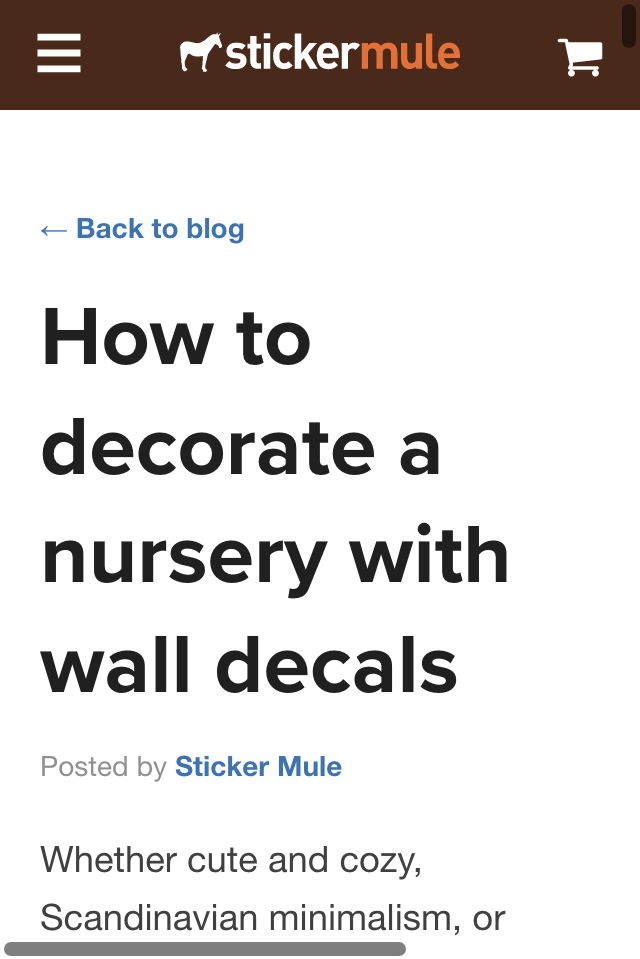 stickermule
← Back to blog
How to
decorate a
nursery with
wall decals
Posted by Sticker Mule
Whether cute and cozy,
Scandinavian minimalism, or